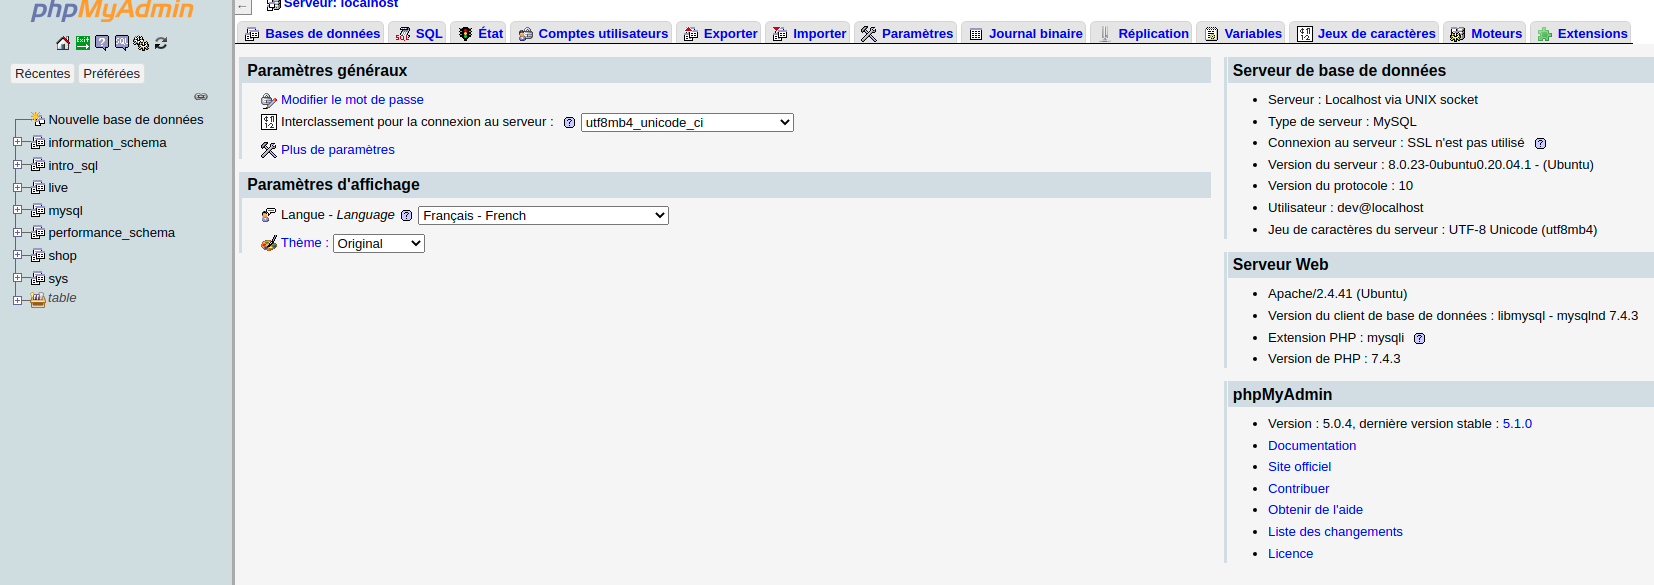 phpMyAdmin
Récentes Préférées
Nouvelle base de données
information_schema
intro_sql
live
mysql
performance_schema
shop
sys
table
Serveur: localhost
Bases de données SQL État Comptes utilisateurs Exporter Importer Paramètres Journal binaire Réplication Variables Jeux de caractères Moteurs Extensions
Paramètres généraux
Modifier le mot de passe
Interclassement pour la connexion au serveur : utf8mb4_unicode_ci
Plus de paramètres
Paramètres d'affichage
Langue - Language Français - French
Thème : Original
Serveur de base de données
• Serveur : Localhost via UNIX socket
• Type de serveur : MySQL
• Connexion au serveur : SSL n'est pas utilisé
• Version du serveur : 8.0.23-0ubuntu0.20.04.1 - (Ubuntu)
• Version du protocole : 10
• Utilisateur : dev@localhost
• Jeu de caractères du serveur : UTF-8 Unicode (utf8mb4)
Serveur Web
• Apache/2.4.41 (Ubuntu)
• Version du client de base de données : libmysql - mysqlnd 7.4.3
• Extension PHP : mysqli
• Version de PHP : 7.4.3
phpMyAdmin
• Version : 5.0.4, dernière version stable : 5.1.0
• Documentation
• Site officiel
• Contribuer
• Obtenir de l'aide
• Liste des changements
• Licence